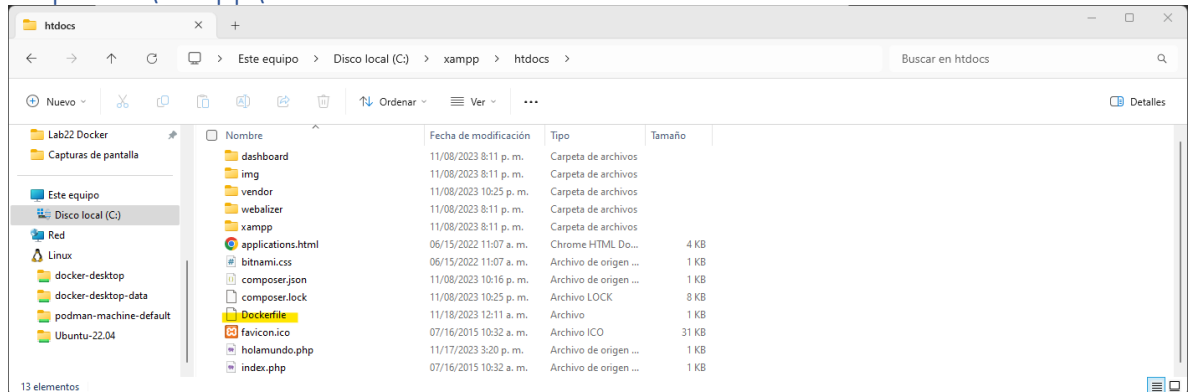 htdocs
Este equipo > Disco local (C:) > xampp > htdocs >
Buscar en htdocs
Nuevo
Ordenar
Ver
Detalles
Lab22 Docker
Capturas de pantalla
Este equipo
Disco local (C:)
Red
Linux
docker-desktop
docker-desktop-data
podman-machine-default
Ubuntu-22.04
Nombre Fecha de modificación Tipo Tamaño
dashboard 11/08/2023 8:11 p. m. Carpeta de archivos
img 11/08/2023 8:11 p. m. Carpeta de archivos
vendor 11/08/2023 10:25 p. m. Carpeta de archivos
webalizer 11/08/2023 8:11 p. m. Carpeta de archivos
xampp 11/08/2023 8:11 p. m. Carpeta de archivos
applications.html 06/15/2022 11:07 a. m. Chrome HTML Do... 4 KB
bitnami.css 06/15/2022 11:07 a. m. Archivo de origen ... 1 KB
composer.json 11/08/2023 10:16 p. m. Archivo de origen ... 1 KB
composer.lock 11/08/2023 10:25 p. m. Archivo LOCK 8 KB
Dockerfile 11/18/2023 12:11 a. m. Archivo 1 KB
favicon.ico 07/16/2015 10:32 a. m. Archivo ICO 31 KB
holamundo.php 11/17/2023 3:20 p. m. Archivo de origen ... 1 KB
index.php 07/16/2015 10:32 a. m. Archivo de origen ... 1 KB
13 elementos